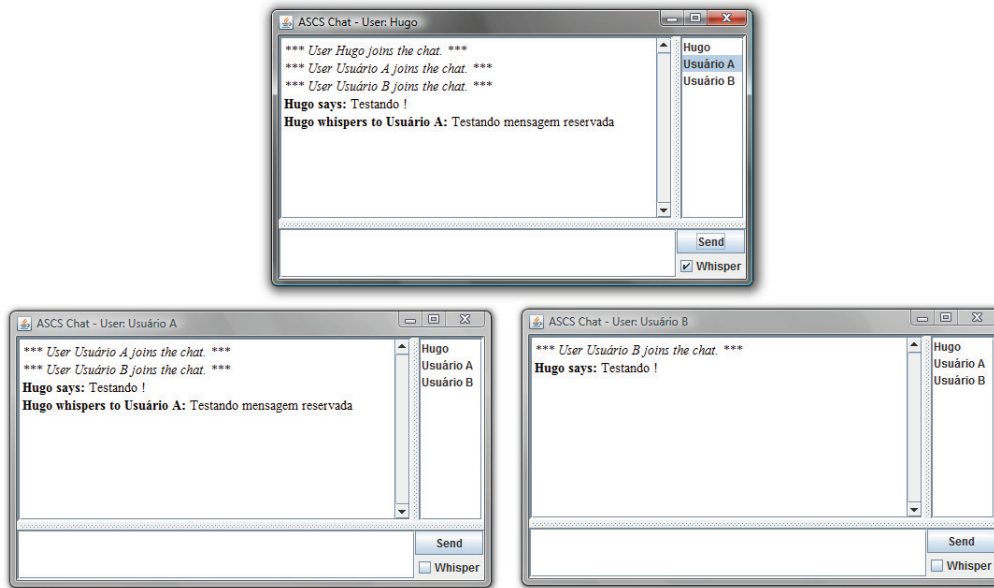 ASCS Chat - User: Hugo
*** User Hugo joins the chat. ***
*** User Usuário A joins the chat. ***
*** User Usuário B joins the chat. ***
Hugo says: Testando !
Hugo whispers to Usuário A: Testando mensagem reservada
Hugo
Usuário A
Usuário B
Send
Whisper
ASCS Chat - User: Usuário A
*** User Usuário A joins the chat. ***
*** User Usuário B joins the chat. ***
Hugo says: Testando !
Hugo whispers to Usuário A: Testando mensagem reservada
Hugo
Usuário A
Usuário B
Send
Whisper
ASCS Chat - User: Usuário B
*** User Usuário B joins the chat. ***
Hugo says: Testando !
Hugo
Usuário A
Usuário B
Send
Whisper